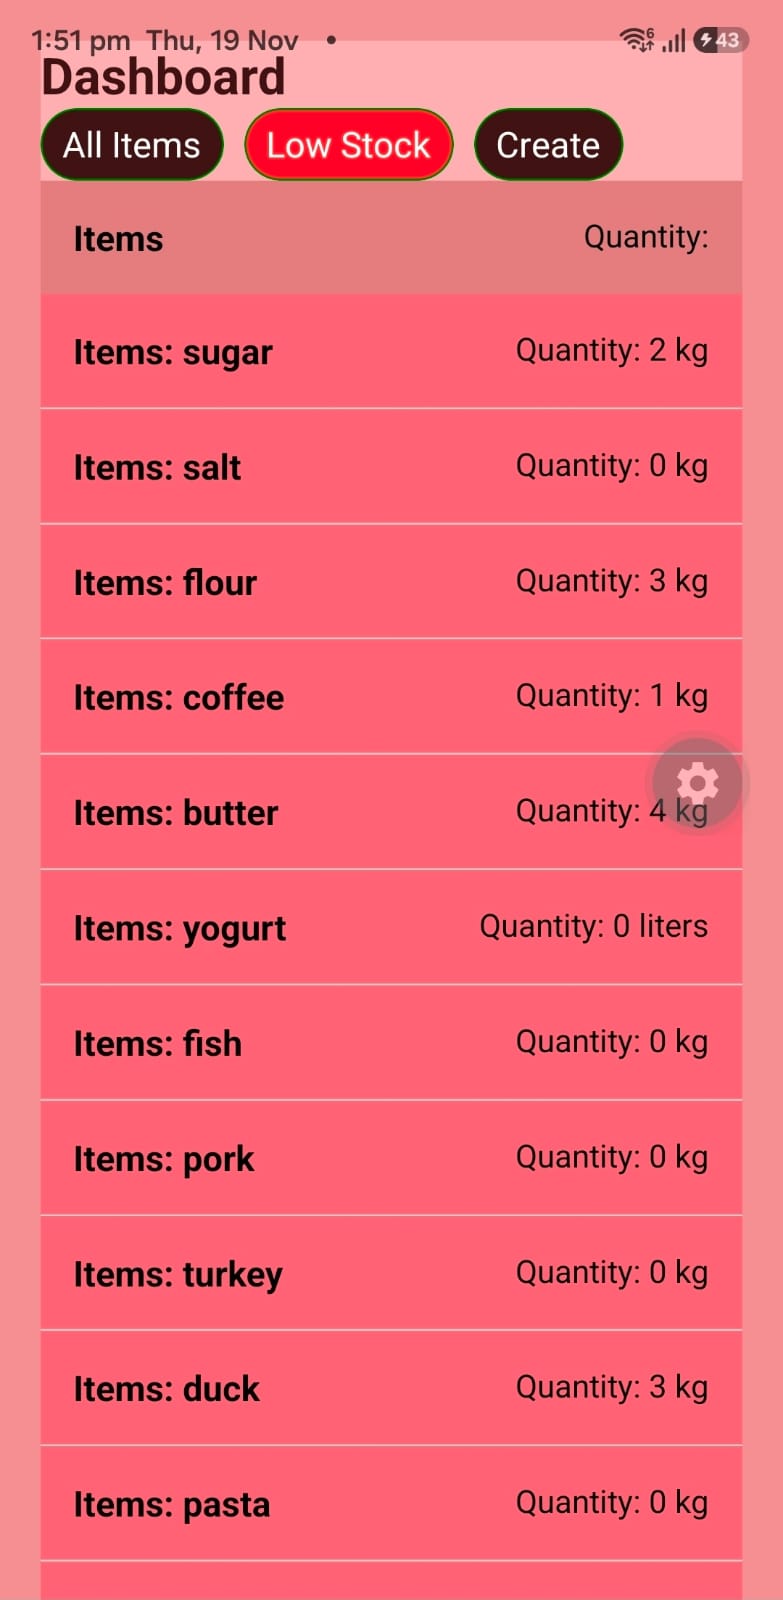 1:51 pm Thu, 19 Nov • 6 43
Dashboard
All Items Low Stock Create
Items Quantity:
Items: sugar Quantity: 2 kg
Items: salt Quantity: 0 kg
Items: flour Quantity: 3 kg
Items: coffee Quantity: 1 kg
Items: butter Quantity: 4 kg
Items: yogurt Quantity: 0 liters
Items: fish Quantity: 0 kg
Items: pork Quantity: 0 kg
Items: turkey Quantity: 0 kg
Items: duck Quantity: 3 kg
Items: pasta Quantity: 0 kg